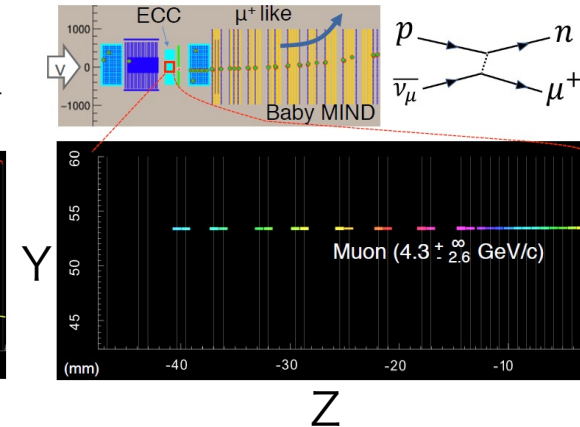 ECC
μ⁺ like
1000
0
−1000
ν
Baby MIND
p
n
ν̅μ
μ⁺
60
55
50
45
Y
Muon (4.3 + ∞ - 2.6 GeV/c)
(mm)
-40
-30
-20
-10
Z